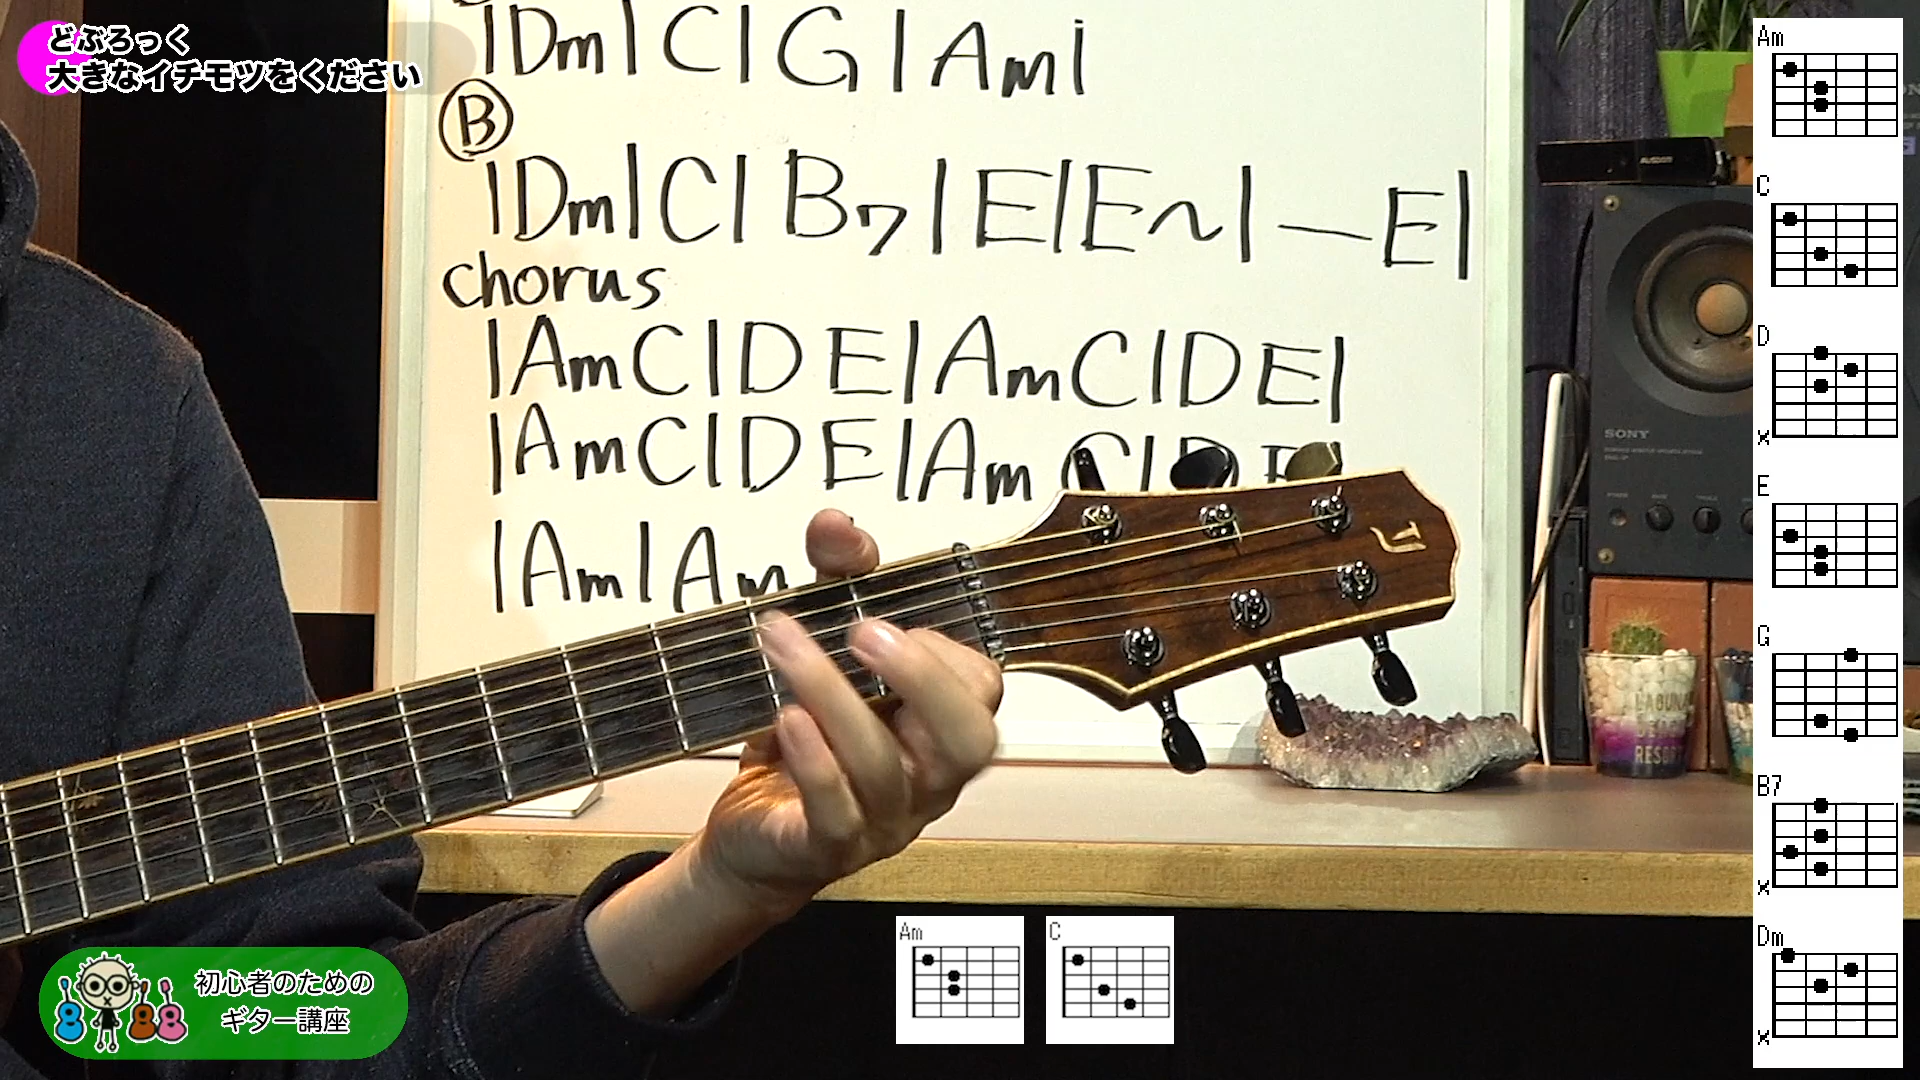 どぶろっく
大きなイチモツをください
|Dm|C|G|Am|
Ⓑ
|Dm|C|B7|E|E~|—E|
chorus
|AmC|DE|AmC|DE|
|AmC|DE|Am C|D E
|Am|Am
Am
C
D
x
E
G
B7
x
Dm
x
SONY
LAGUNA
RESORT
Am
C
初心者のための
ギター講座